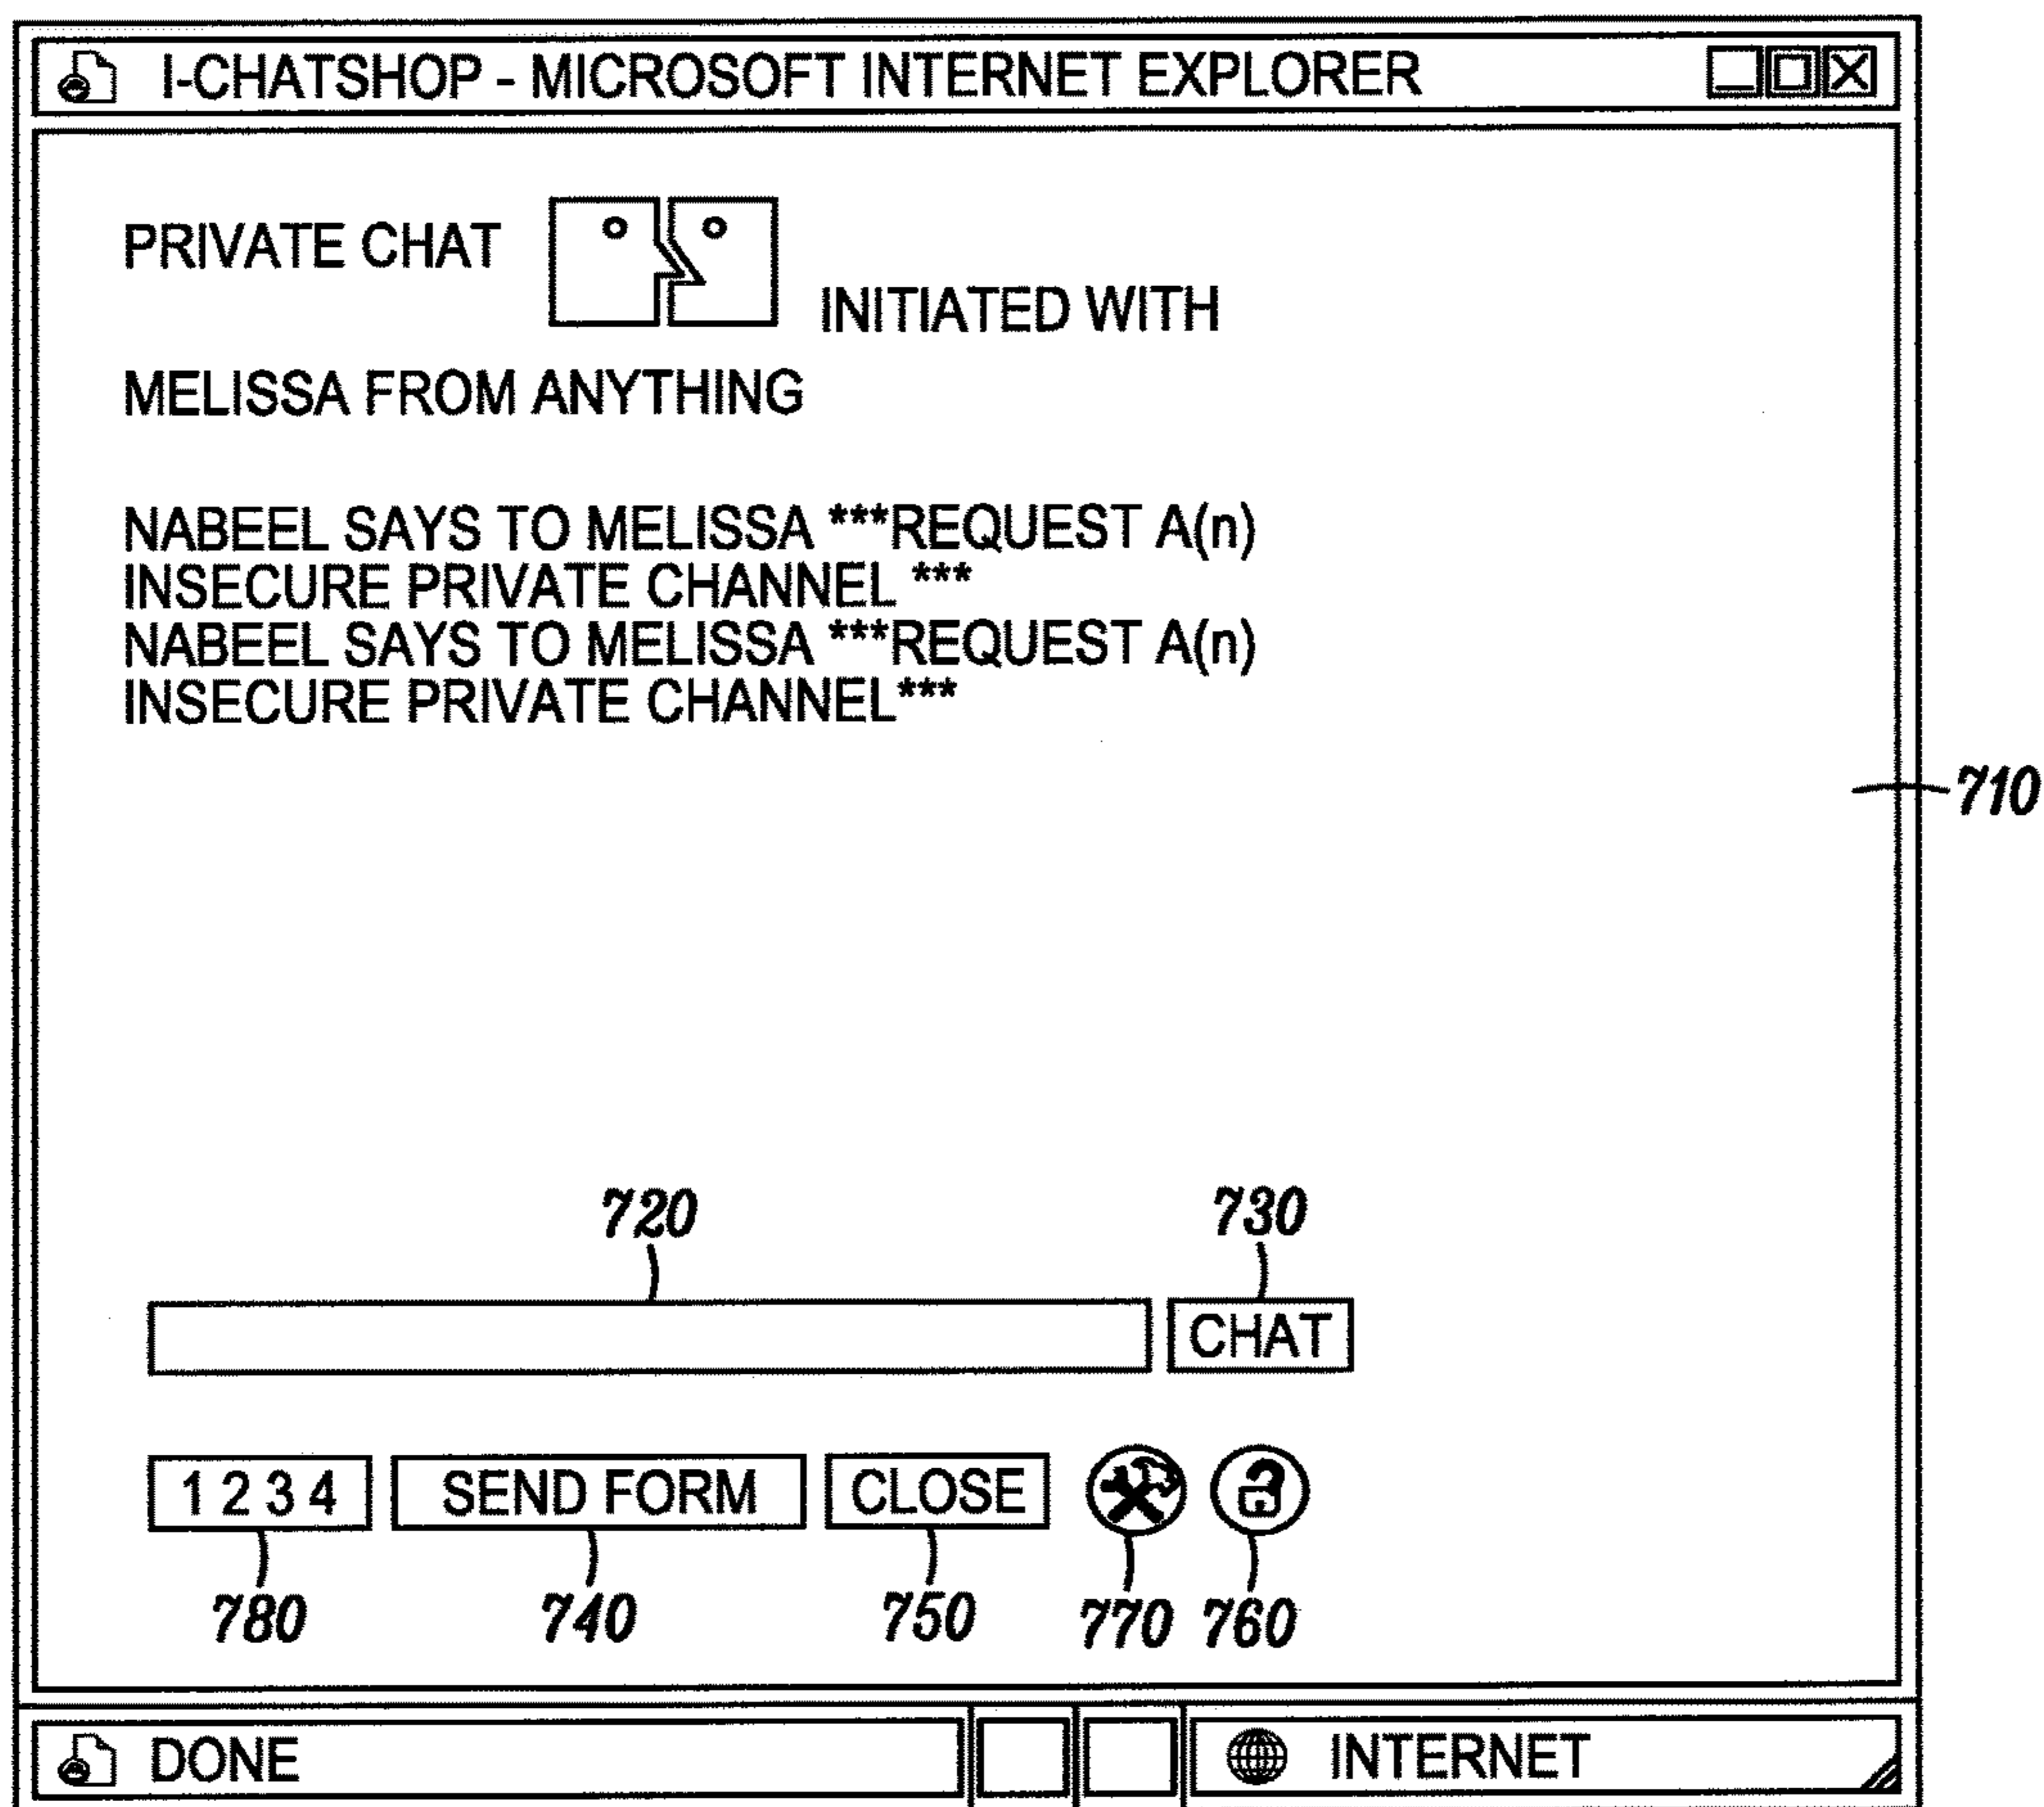 I-CHATSHOP - MICROSOFT INTERNET EXPLORER
PRIVATE CHAT
INITIATED WITH
MELISSA FROM ANYTHING
NABEEL SAYS TO MELISSA ***REQUEST A(n)
INSECURE PRIVATE CHANNEL ***
NABEEL SAYS TO MELISSA ***REQUEST A(n)
INSECURE PRIVATE CHANNEL***
710
720 730
CHAT
1 2 3 4 SEND FORM CLOSE
780 740 750 770 760
DONE INTERNET